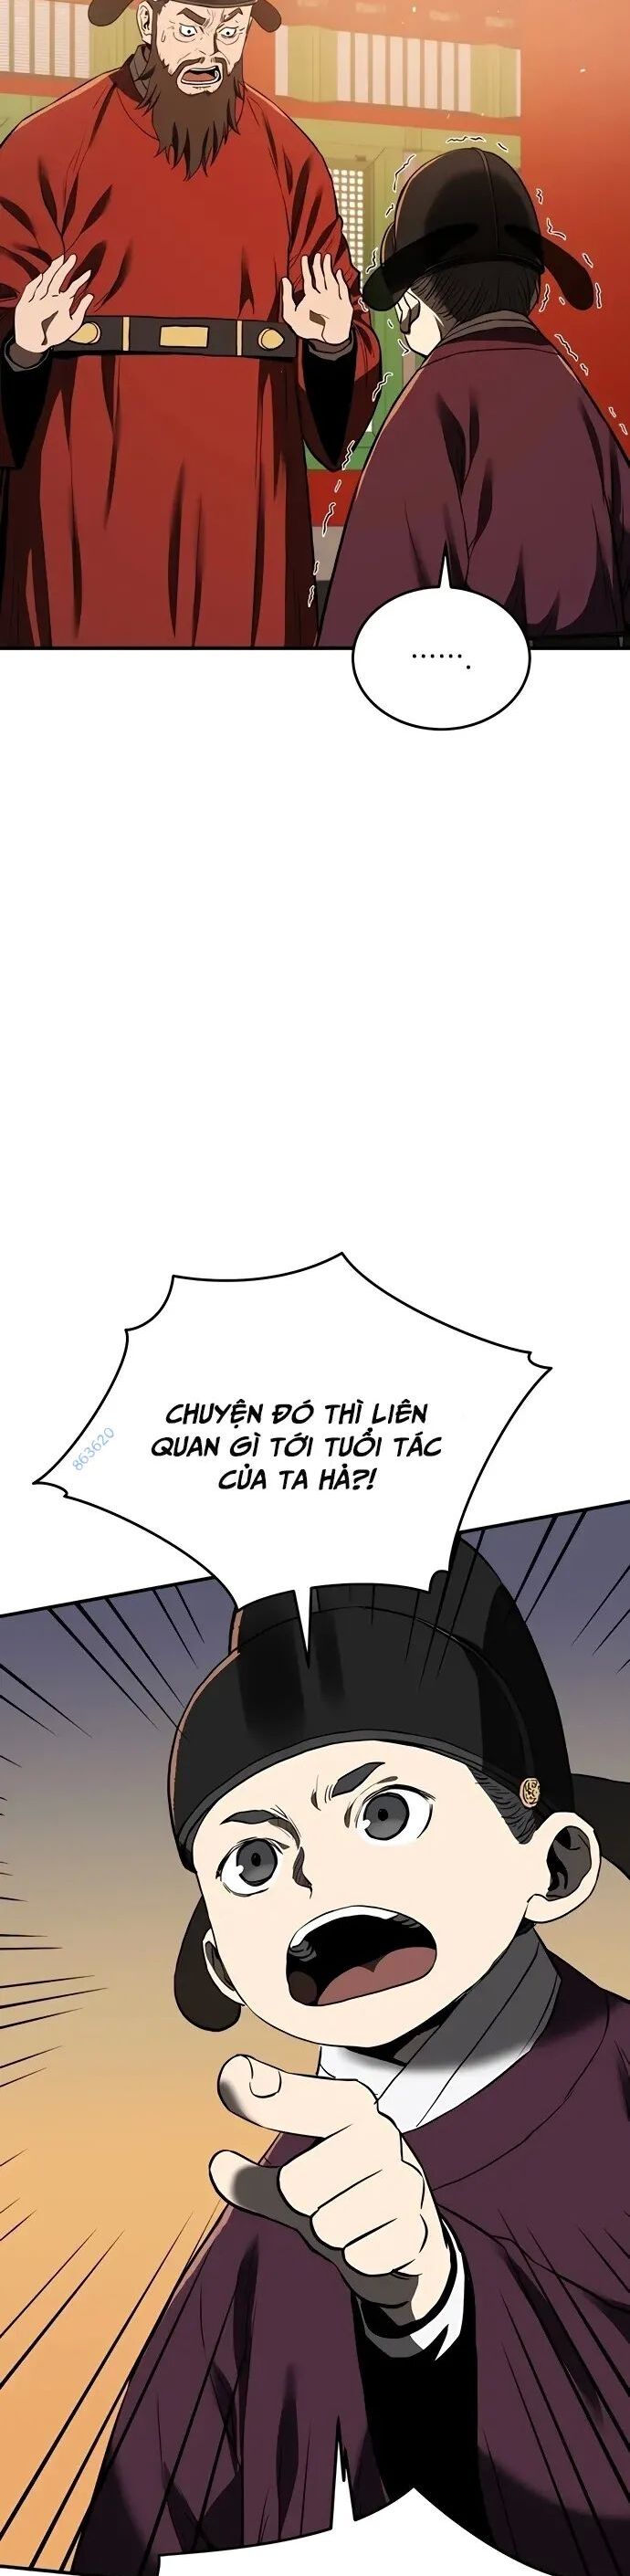 .......
CHUYỆN ĐÓ THÌ LIÊN
QUAN GÌ TỚI TUỔI TÁC
CỦA TA HẢ?!
863620